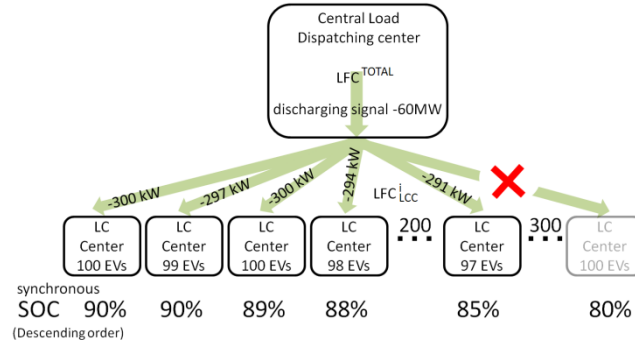 Central Load
Dispatching center
LFC TOTAL
discharging signal -60MW
-300 kW
-297 kW
-300 kW
-294 kW
LFC i LCC
-291 kW
LC
Center
100 EVs
LC
Center
99 EVs
LC
Center
100 EVs
LC
Center
98 EVs
200
...
LC
Center
97 EVs
300
...
LC
Center
100 EVs
synchronous
SOC 90% 90% 89% 88% 85% 80%
(Descending order)